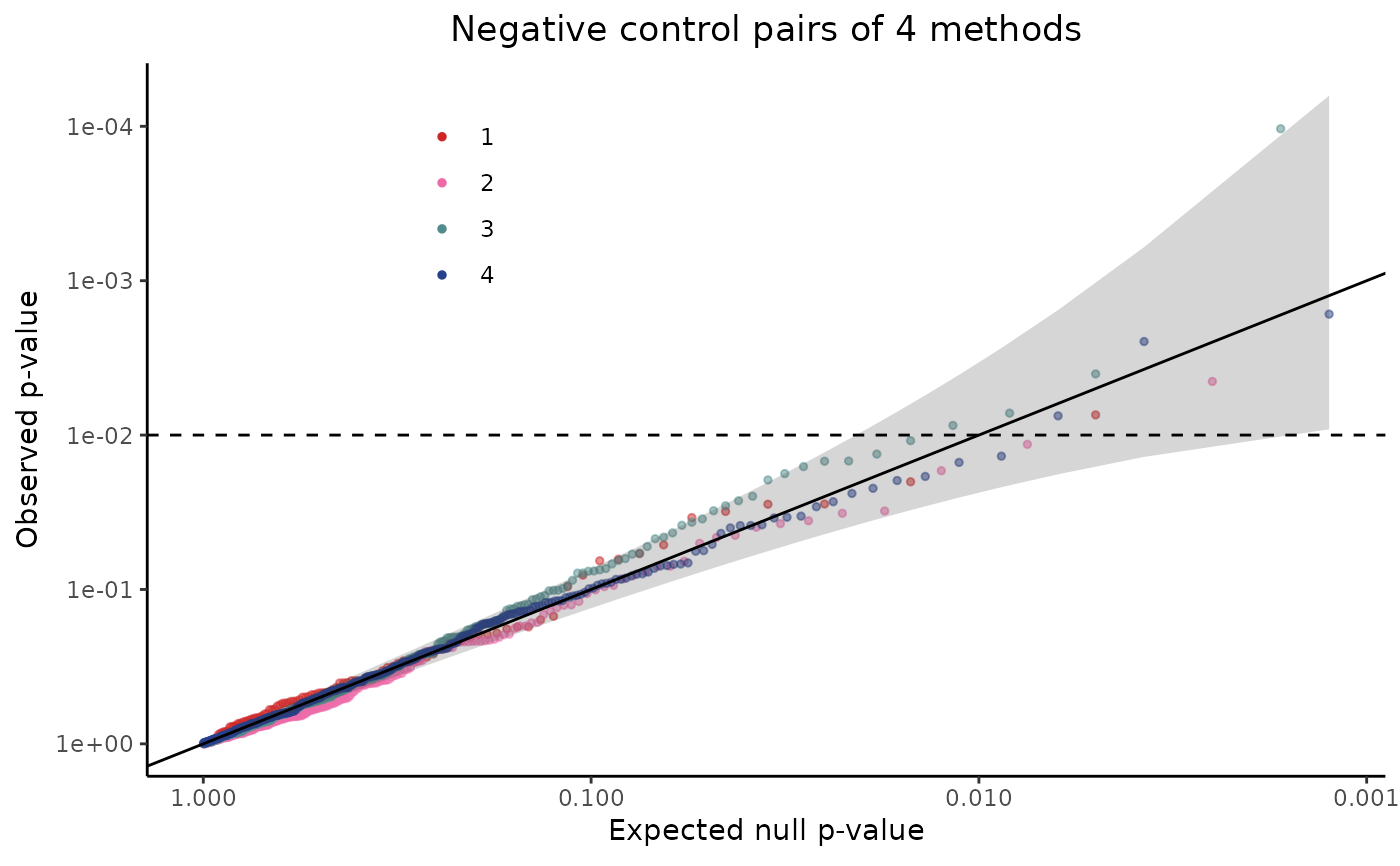 Negative control pairs of 4 methods
1e-04
1e-03
1e-02
1e-01
1e+00
Observed p-value
1
2
3
4
1.000
0.100
0.010
0.001
Expected null p-value